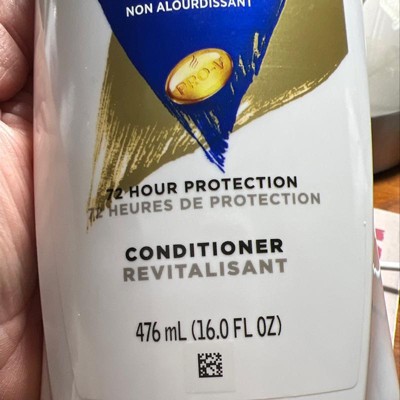 NON ALOURDISSANT
PRO-V
72 HOUR PROTECTION
72 HEURES DE PROTECTION
CONDITIONER
REVITALISANT
476 mL (16.0 FL OZ)